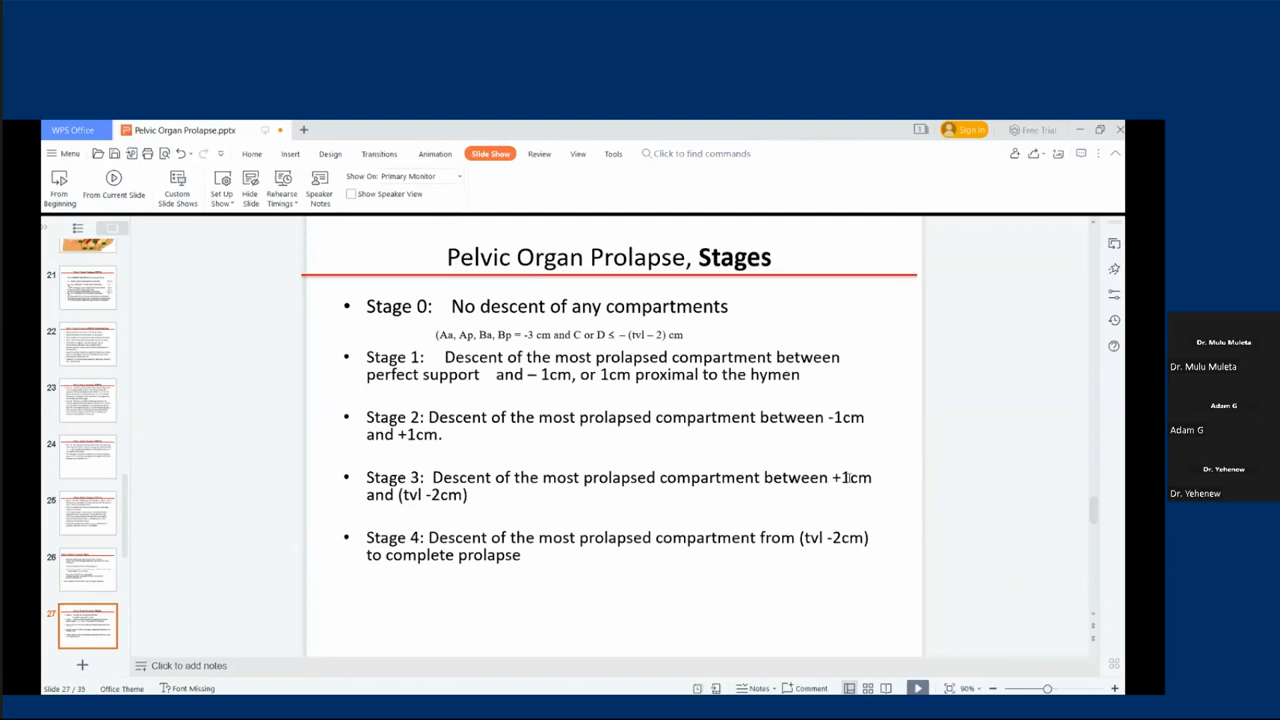 WPS Office
Pelvic Organ Prolapse.pptx
Sign in
Free Trial
Menu
Home
Insert
Design
Transitions
Animation
Slide Show
Review
View
Tools
Click to find commands
From Beginning
From Current Slide
Custom Slide Shows
Set Up Show
Hide Slide
Rehearse Timings
Speaker Notes
Show On: Primary Monitor
Show Speaker View
21
22
23
24
25
26
27
Pelvic Organ Prolapse, Stages
• Stage 0: No descent of any compartments
(Aa, Ap, Ba, cm and C or D ≤ – (tvl – 2) cm
• Stage 1: Descent of the most prolapsed compartment between
perfect support and – 1cm, or 1cm proximal to the hymen
• Stage 2: Descent of the most prolapsed compartment between -1cm
and +1cm.
• Stage 3: Descent of the most prolapsed compartment between +1cm
and (tvl -2cm)
• Stage 4: Descent of the most prolapsed compartment from (tvl -2cm)
to complete prolapse
Click to add notes
Slide 27 / 35
Office Theme
Font Missing
Notes
Comment
90%
Dr. Mulu Muleta
Dr. Mulu Muleta
Adam G
Adam G
Dr. Yehenew
Dr. Yehenew